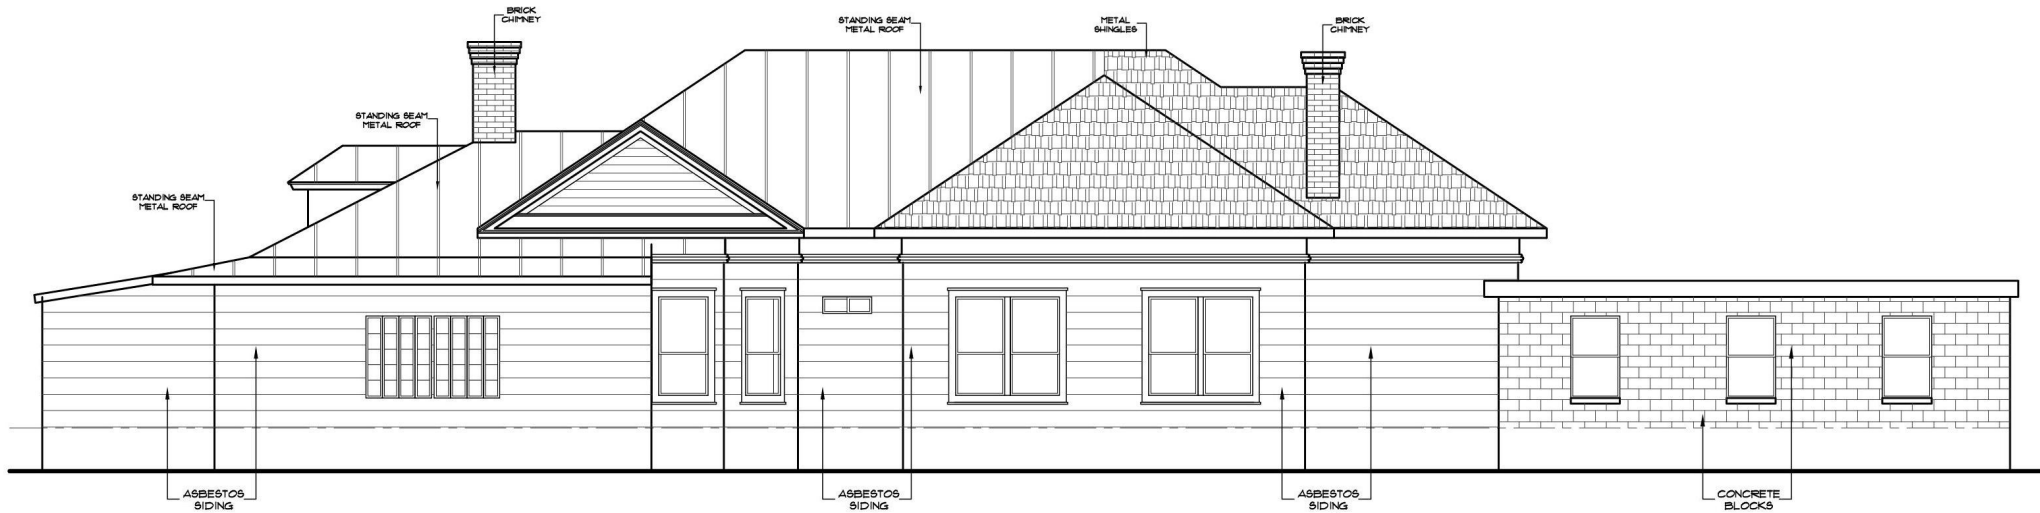 BRICK
CHIMNEY
STANDING SEAM
METAL ROOF
METAL
SHINGLES
BRICK
CHIMNEY
STANDING SEAM
METAL ROOF
STANDING SEAM
METAL ROOF
ASBESTOS
SIDING
ASBESTOS
SIDING
ASBESTOS
SIDING
CONCRETE
BLOCKS